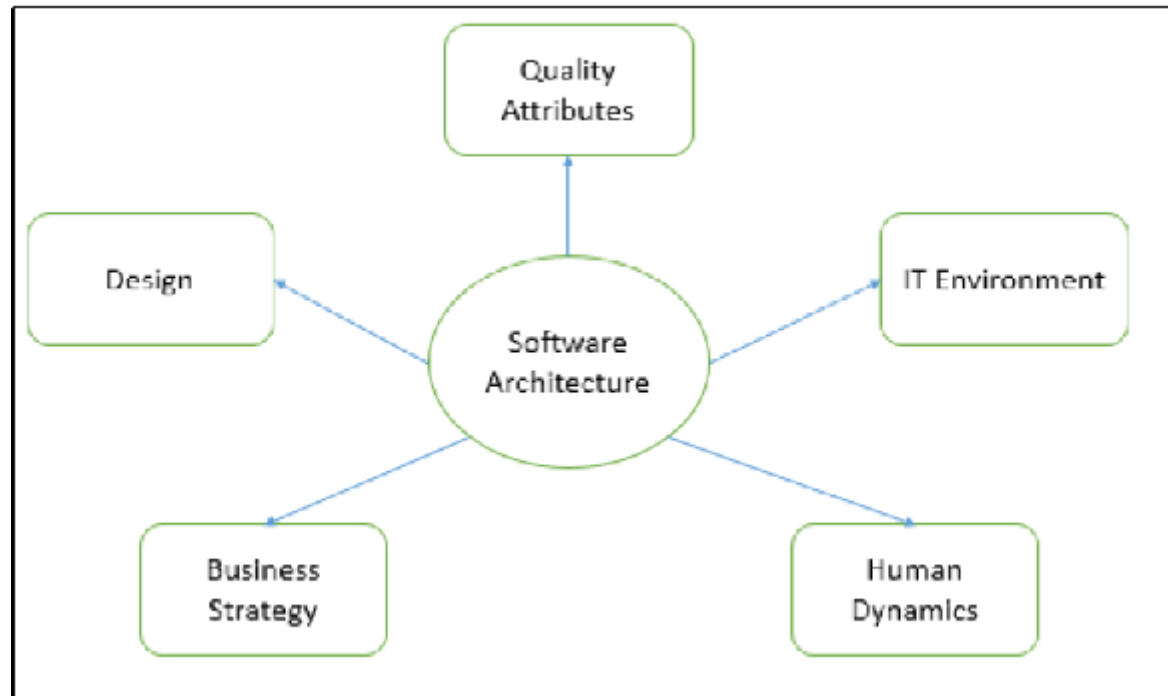 Quality
Attributes
Design
IT Environment
Software
Architecture
Business
Strategy
Human
Dynamics